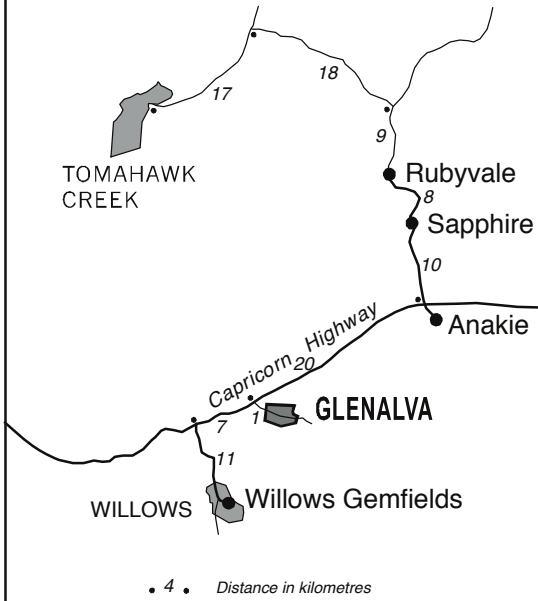 18
17
9
TOMAHAWK
CREEK
Rubyvale
8
Sapphire
10
Anakie
Capricorn Highway
20
GLENALVA
1
7
11
WILLOWS
Willows Gemfields
4 Distance in kilometres